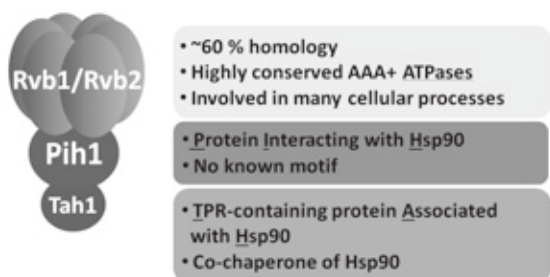 Rvb1/Rvb2
Pih1
Tah1
• ~60 % homology
• Highly conserved AAA+ ATPases
• Involved in many cellular processes
• Protein Interacting with Hsp90
• No known motif
• TPR-containing protein Associated
with Hsp90
• Co-chaperone of Hsp90